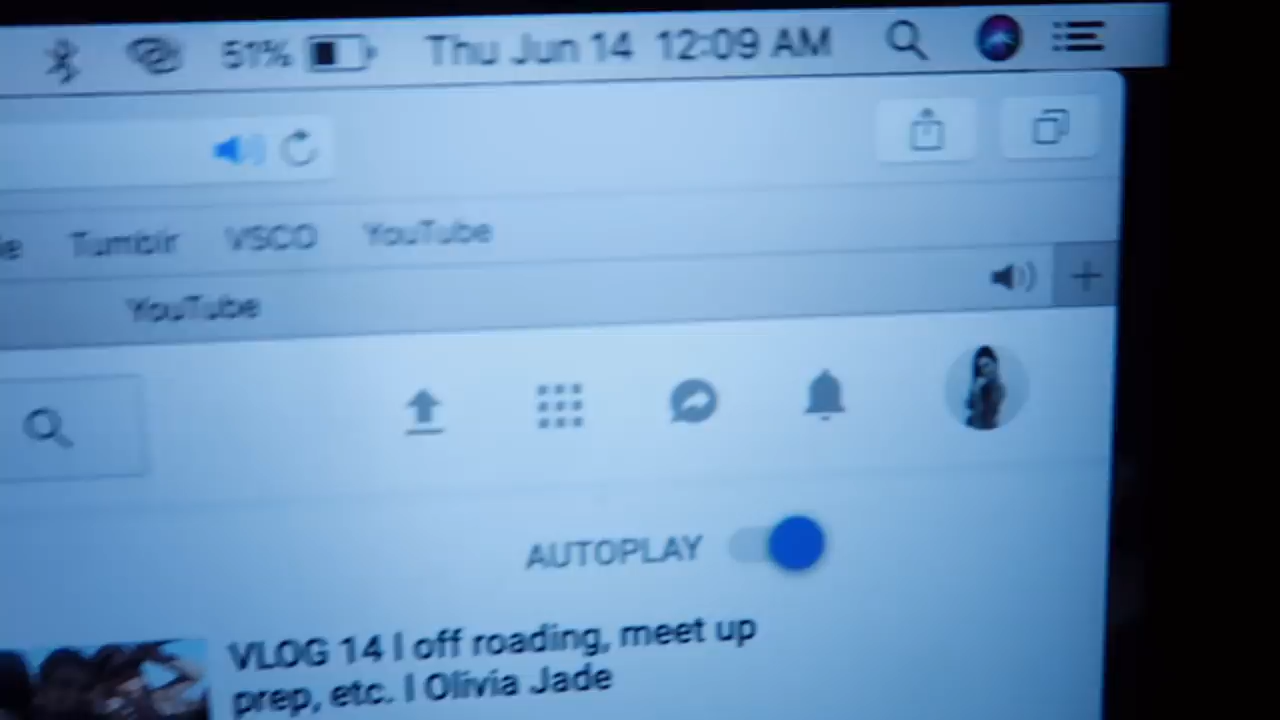 51% Thu Jun 14 12:09 AM
Tumblr VSCO YouTube
YouTube
AUTOPLAY
VLOG 14 l off roading, meet up
prep, etc. l Olivia Jade